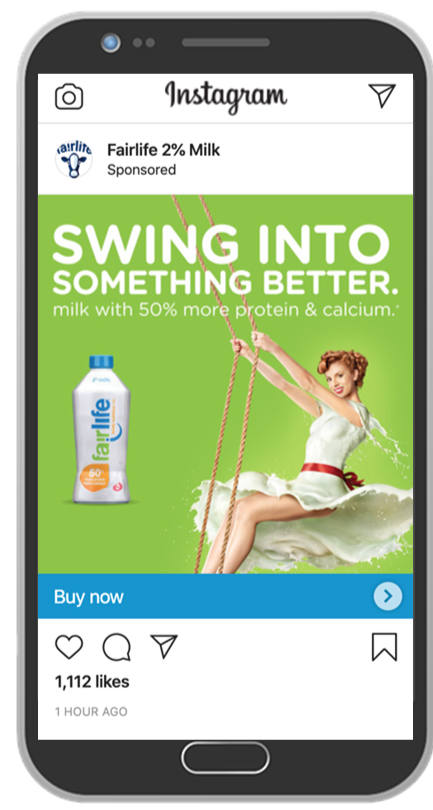 Instagram
fairlife
Fairlife 2% Milk
Sponsored
SWING INTO
SOMETHING BETTER.
milk with 50% more protein & calcium.*
fairlife
50%
Buy now
1,112 likes
1 HOUR AGO